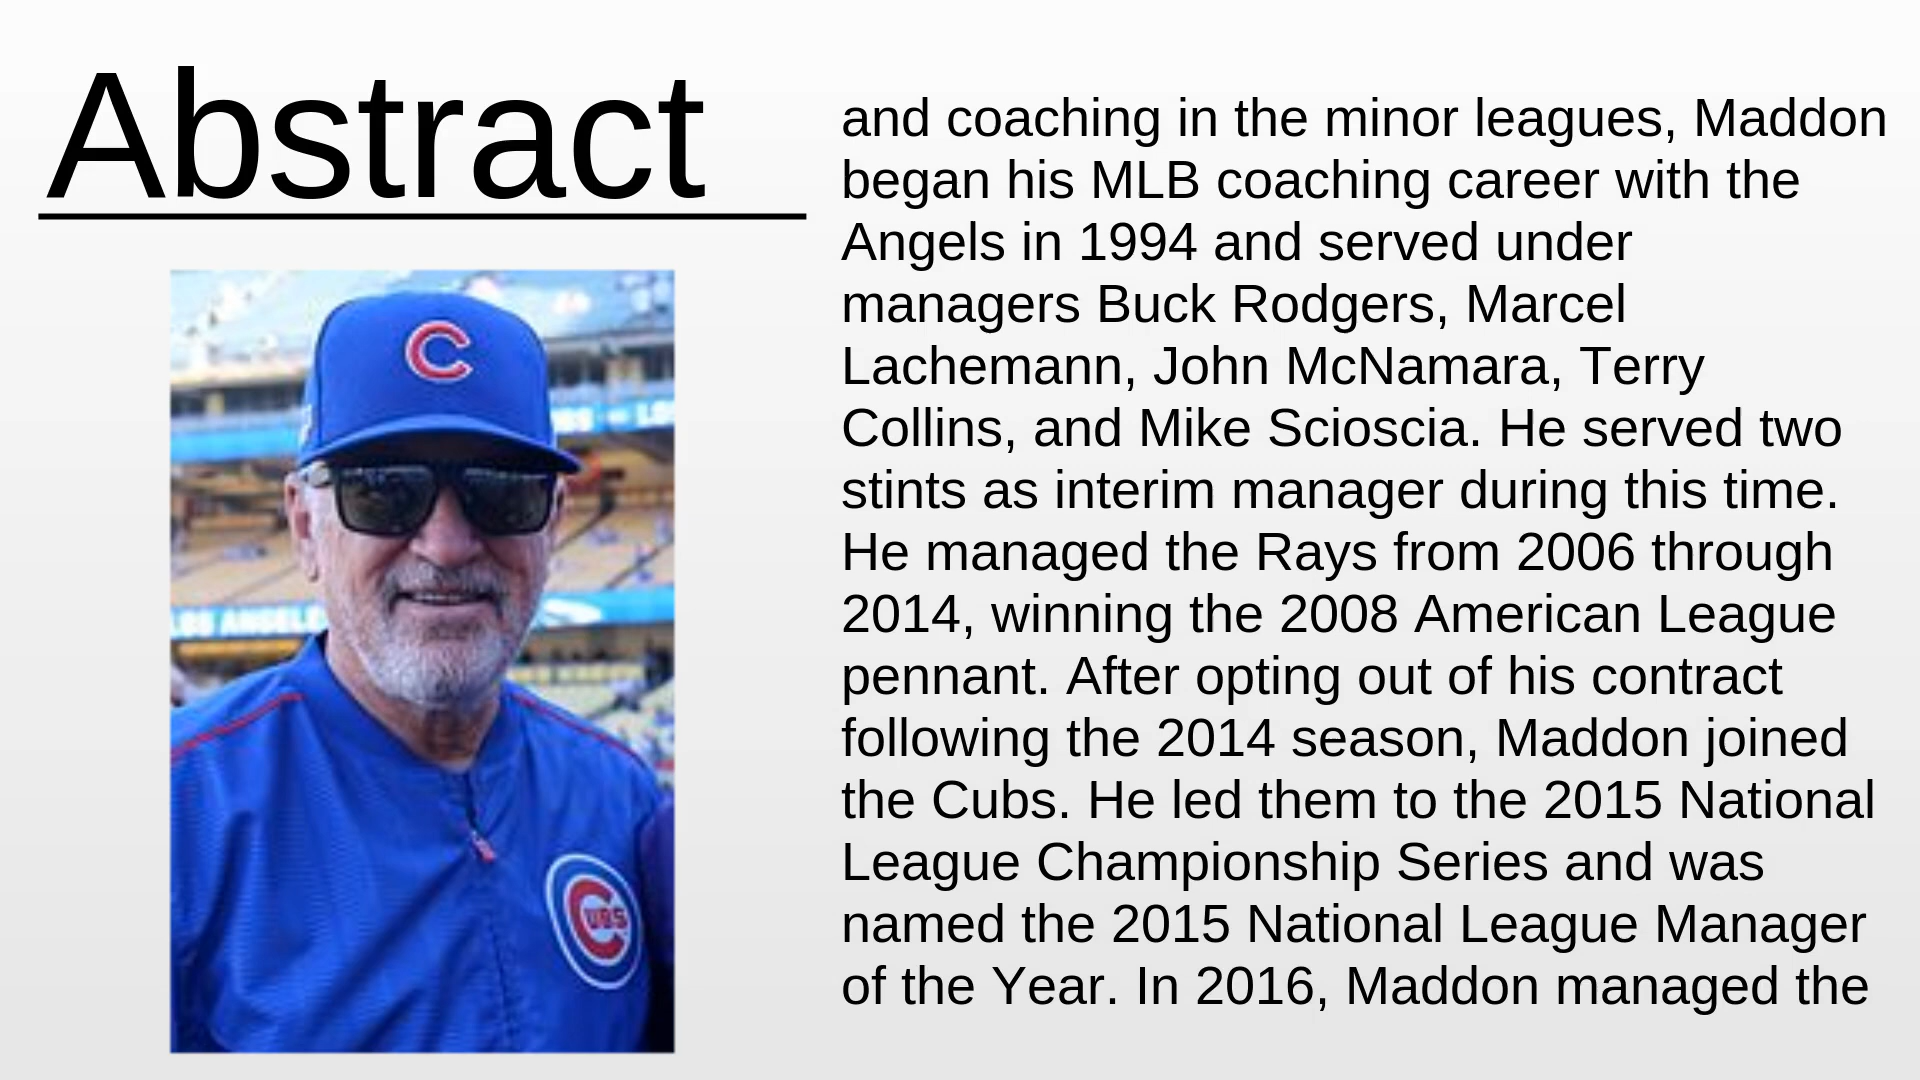 Abstract
and coaching in the minor leagues, Maddon
began his MLB coaching career with the
Angels in 1994 and served under
managers Buck Rodgers, Marcel
Lachemann, John McNamara, Terry
Collins, and Mike Scioscia. He served two
stints as interim manager during this time.
He managed the Rays from 2006 through
2014, winning the 2008 American League
pennant. After opting out of his contract
following the 2014 season, Maddon joined
the Cubs. He led them to the 2015 National
League Championship Series and was
named the 2015 National League Manager
of the Year. In 2016, Maddon managed the
C
LOS ANGELE
CUBS